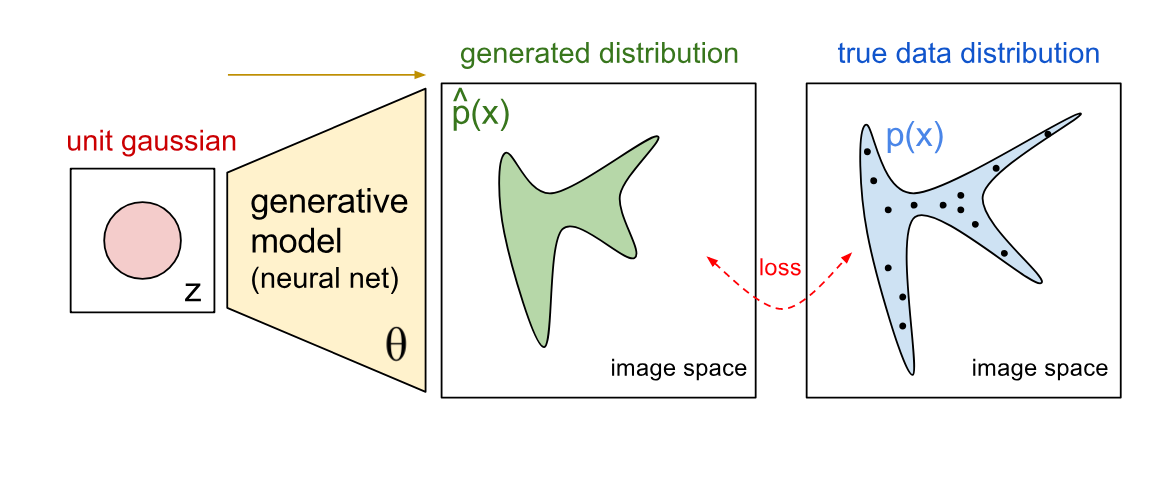 unit gaussian
z
generative
model
(neural net)
θ
generated distribution
p̂(x)
image space
loss
true data distribution
p(x)
image space